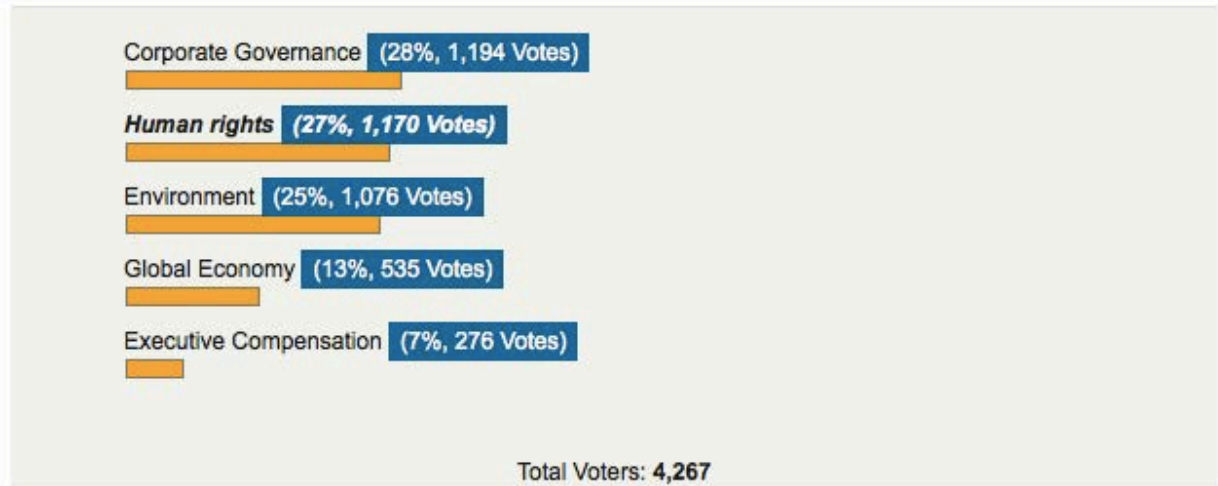 Corporate Governance (28%, 1,194 Votes)
Human rights (27%, 1,170 Votes)
Environment (25%, 1,076 Votes)
Global Economy (13%, 535 Votes)
Executive Compensation (7%, 276 Votes)
Total Voters: 4,267